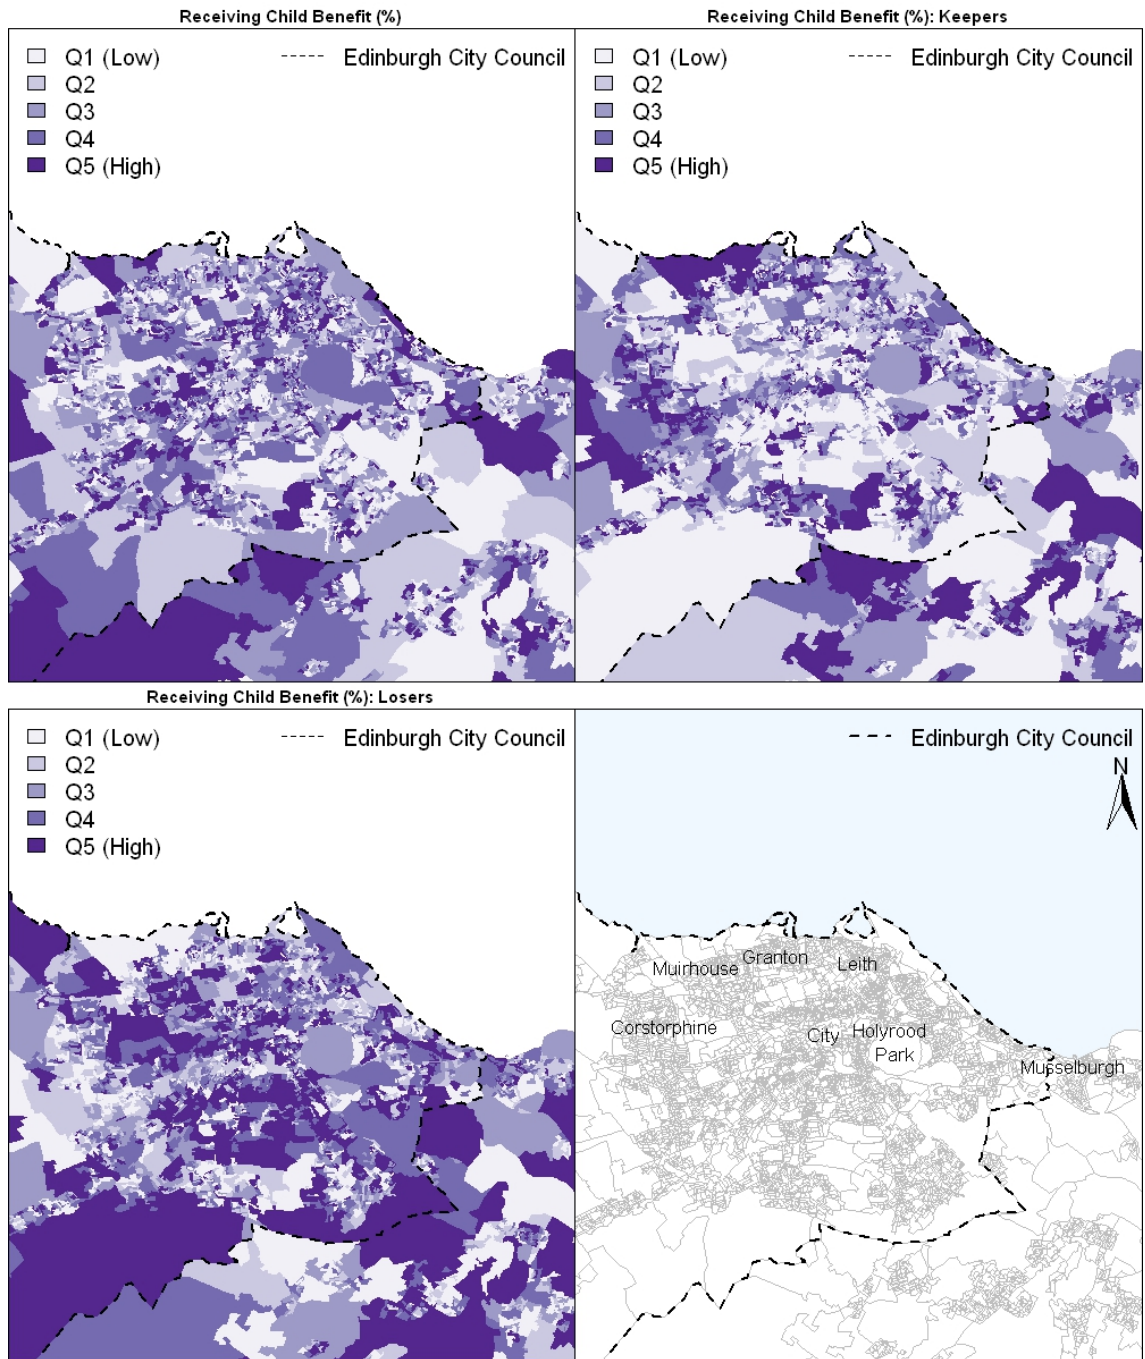 Receiving Child Benefit (%)
Q1 (Low)
Q2
Q3
Q4
Q5 (High)
Edinburgh City Council
Receiving Child Benefit (%): Keepers
Q1 (Low)
Q2
Q3
Q4
Q5 (High)
Edinburgh City Council
Receiving Child Benefit (%): Losers
Q1 (Low)
Q2
Q3
Q4
Q5 (High)
Edinburgh City Council
Edinburgh City Council
N
Muirhouse
Granton
Leith
Corstorphine
City
Holyrood
Park
Musselburgh